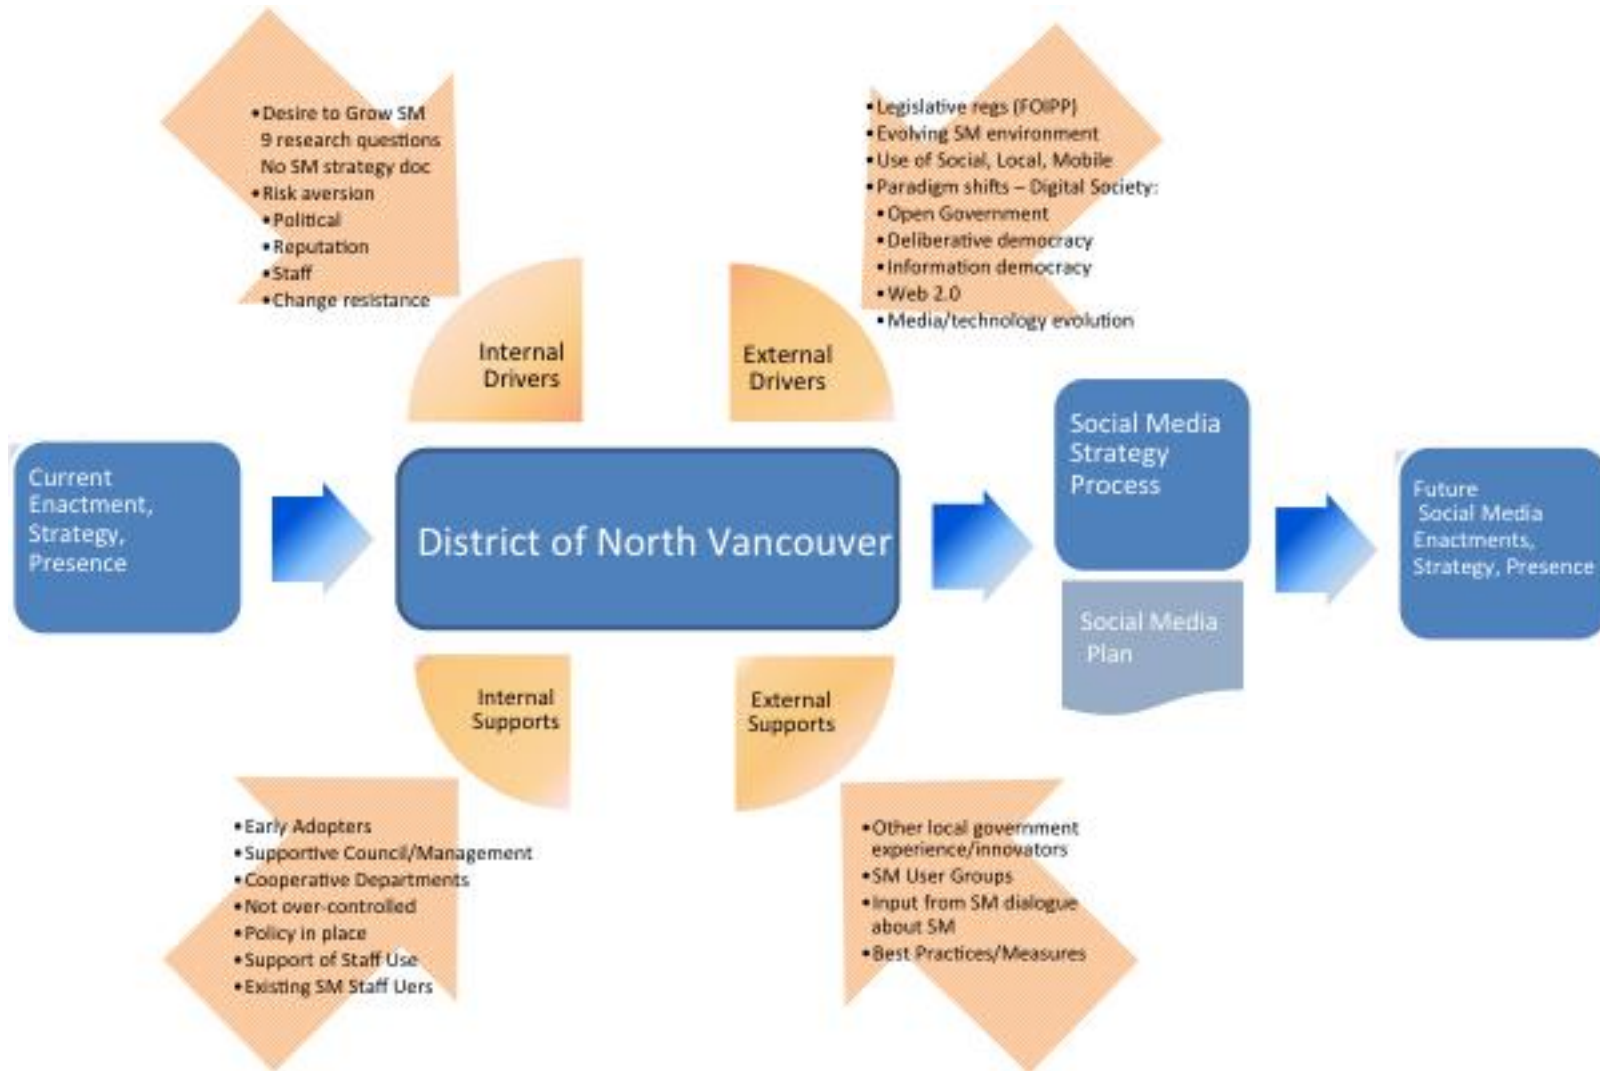 •Desire to Grow SM
9 research questions
No SM strategy doc
•Risk aversion
•Political
•Reputation
•Staff
•Change resistance
•Legislative regs (FOIPP)
•Evolving SM environment
•Use of Social, Local, Mobile
•Paradigm shifts – Digital Society:
•Open Government
•Deliberative democracy
•Information democracy
•Web 2.0
•Media/technology evolution
Internal
Drivers
External
Drivers
Current
Enactment,
Strategy,
Presence
District of North Vancouver
Social Media
Strategy
Process
Social Media
Plan
Future
Social Media
Enactments,
Strategy, Presence
Internal
Supports
External
Supports
•Early Adopters
•Supportive Council/Management
•Cooperative Departments
•Not over-controlled
•Policy in place
•Support of Staff Use
•Existing SM Staff Uers
•Other local government
experience/innovators
•SM User Groups
•Input from SM dialogue
about SM
•Best Practices/Measures